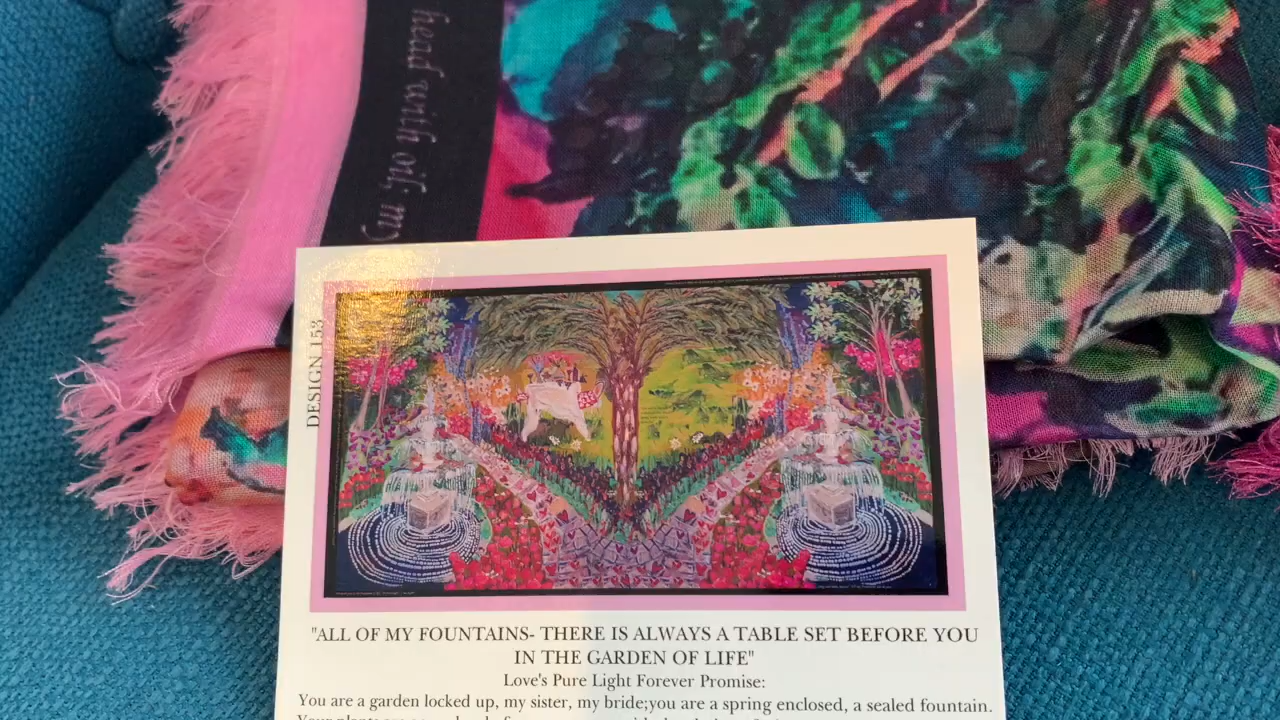 head with oil; my
DESIGN 153
"ALL OF MY FOUNTAINS- THERE IS ALWAYS A TABLE SET BEFORE YOU
IN THE GARDEN OF LIFE"
Love's Pure Light Forever Promise:
You are a garden locked up, my sister, my bride;you are a spring enclosed, a sealed fountain.